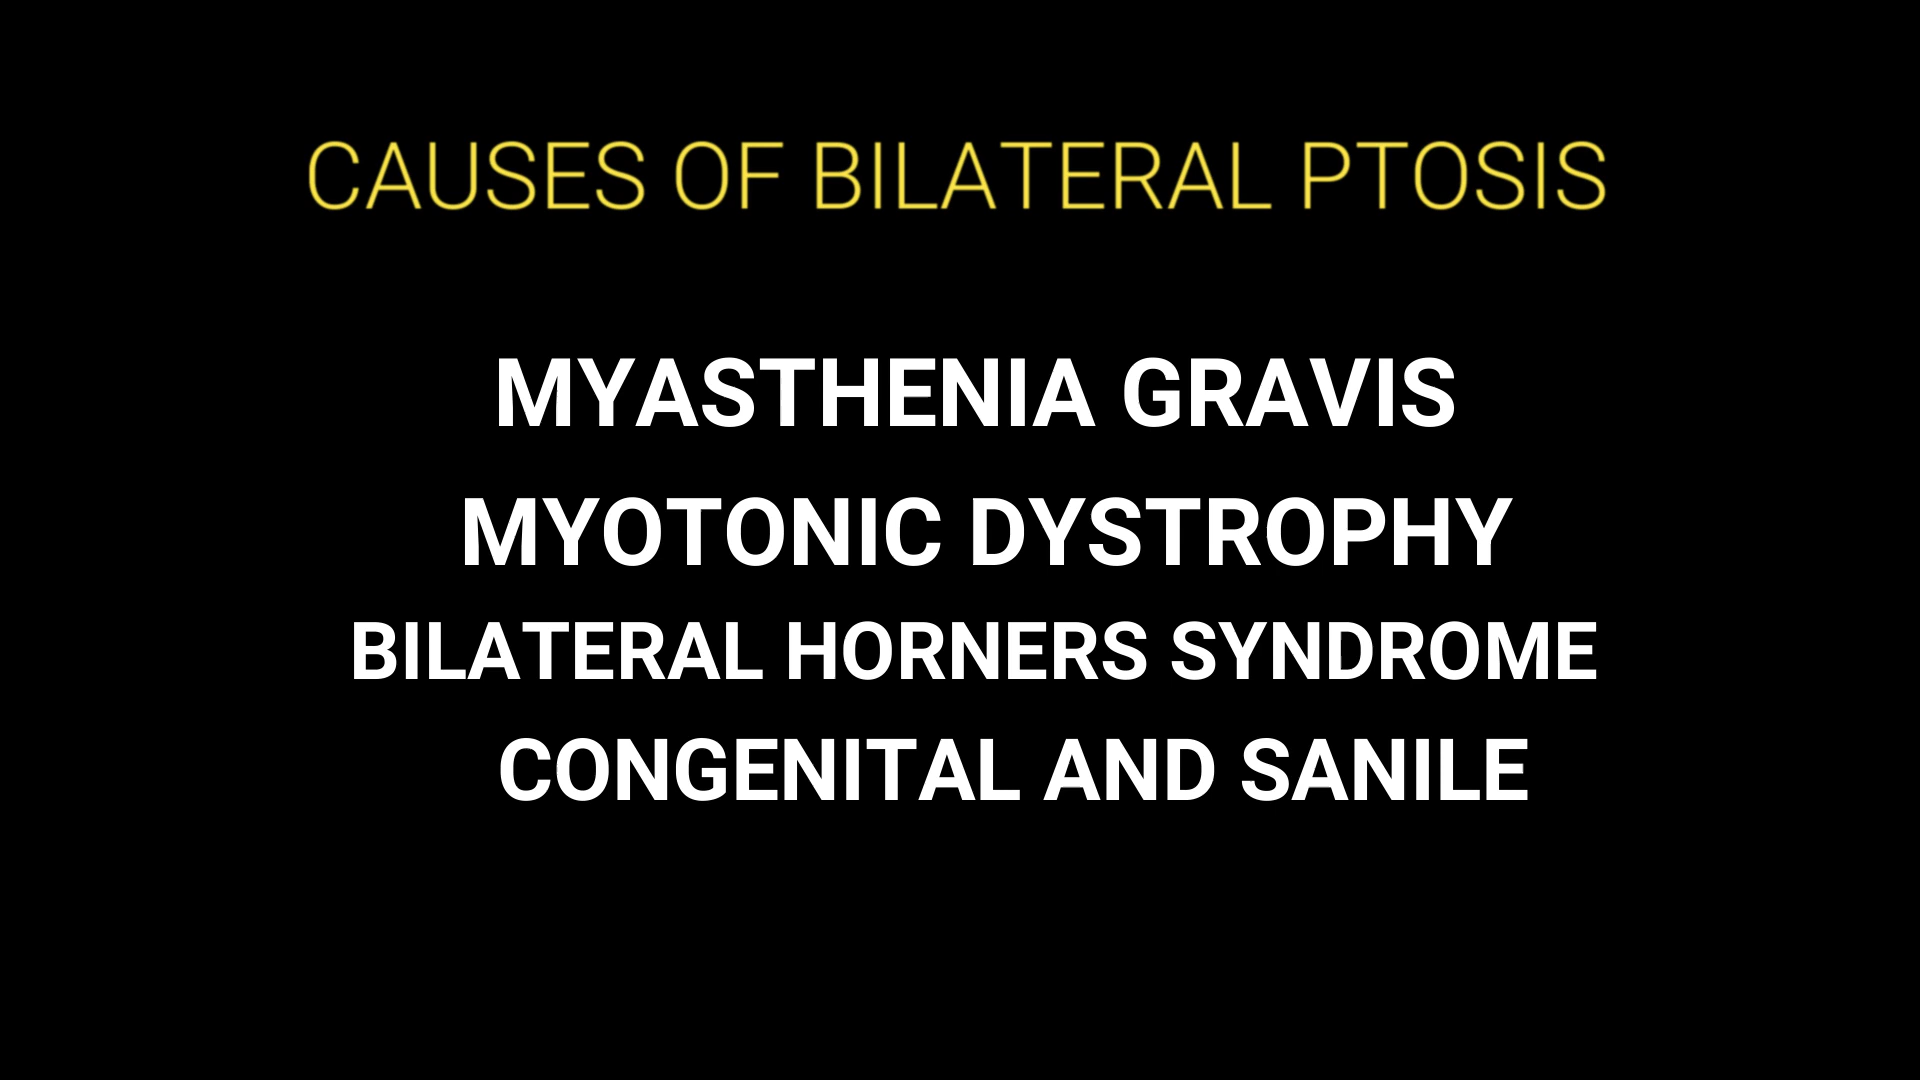 CAUSES OF BILATERAL PTOSIS
MYASTHENIA GRAVIS
MYOTONIC DYSTROPHY
BILATERAL HORNERS SYNDROME
CONGENITAL AND SANILE